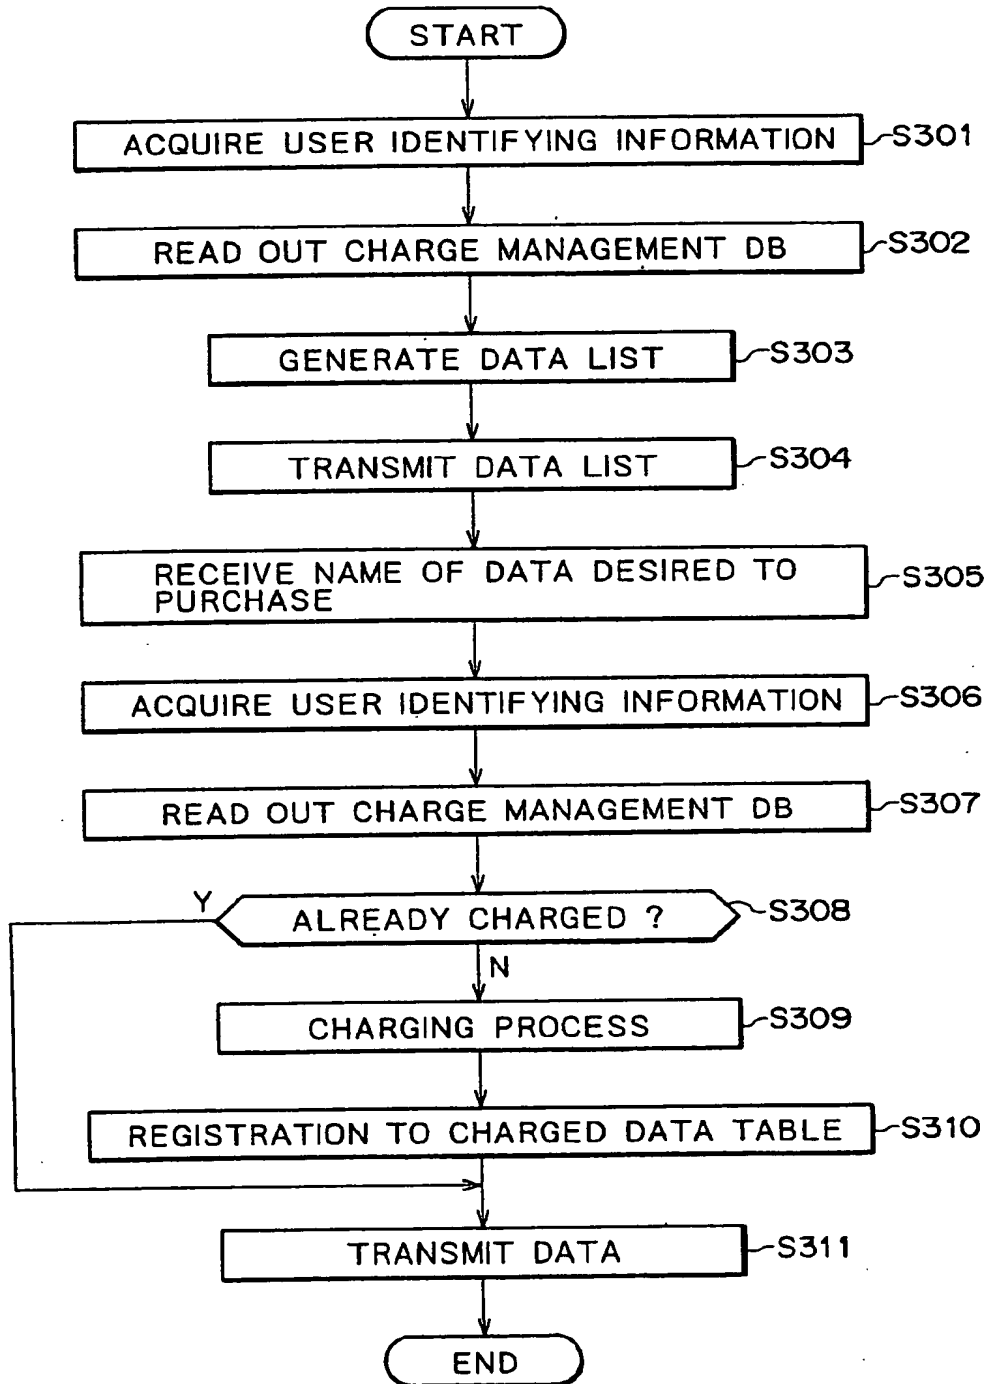 START
ACQUIRE USER IDENTIFYING INFORMATION S301
READ OUT CHARGE MANAGEMENT DB S302
GENERATE DATA LIST S303
TRANSMIT DATA LIST S304
RECEIVE NAME OF DATA DESIRED TO
PURCHASE
S305
ACQUIRE USER IDENTIFYING INFORMATION S306
READ OUT CHARGE MANAGEMENT DB S307
Y
ALREADY CHARGED ? S308
N
CHARGING PROCESS S309
REGISTRATION TO CHARGED DATA TABLE S310
TRANSMIT DATA S311
END